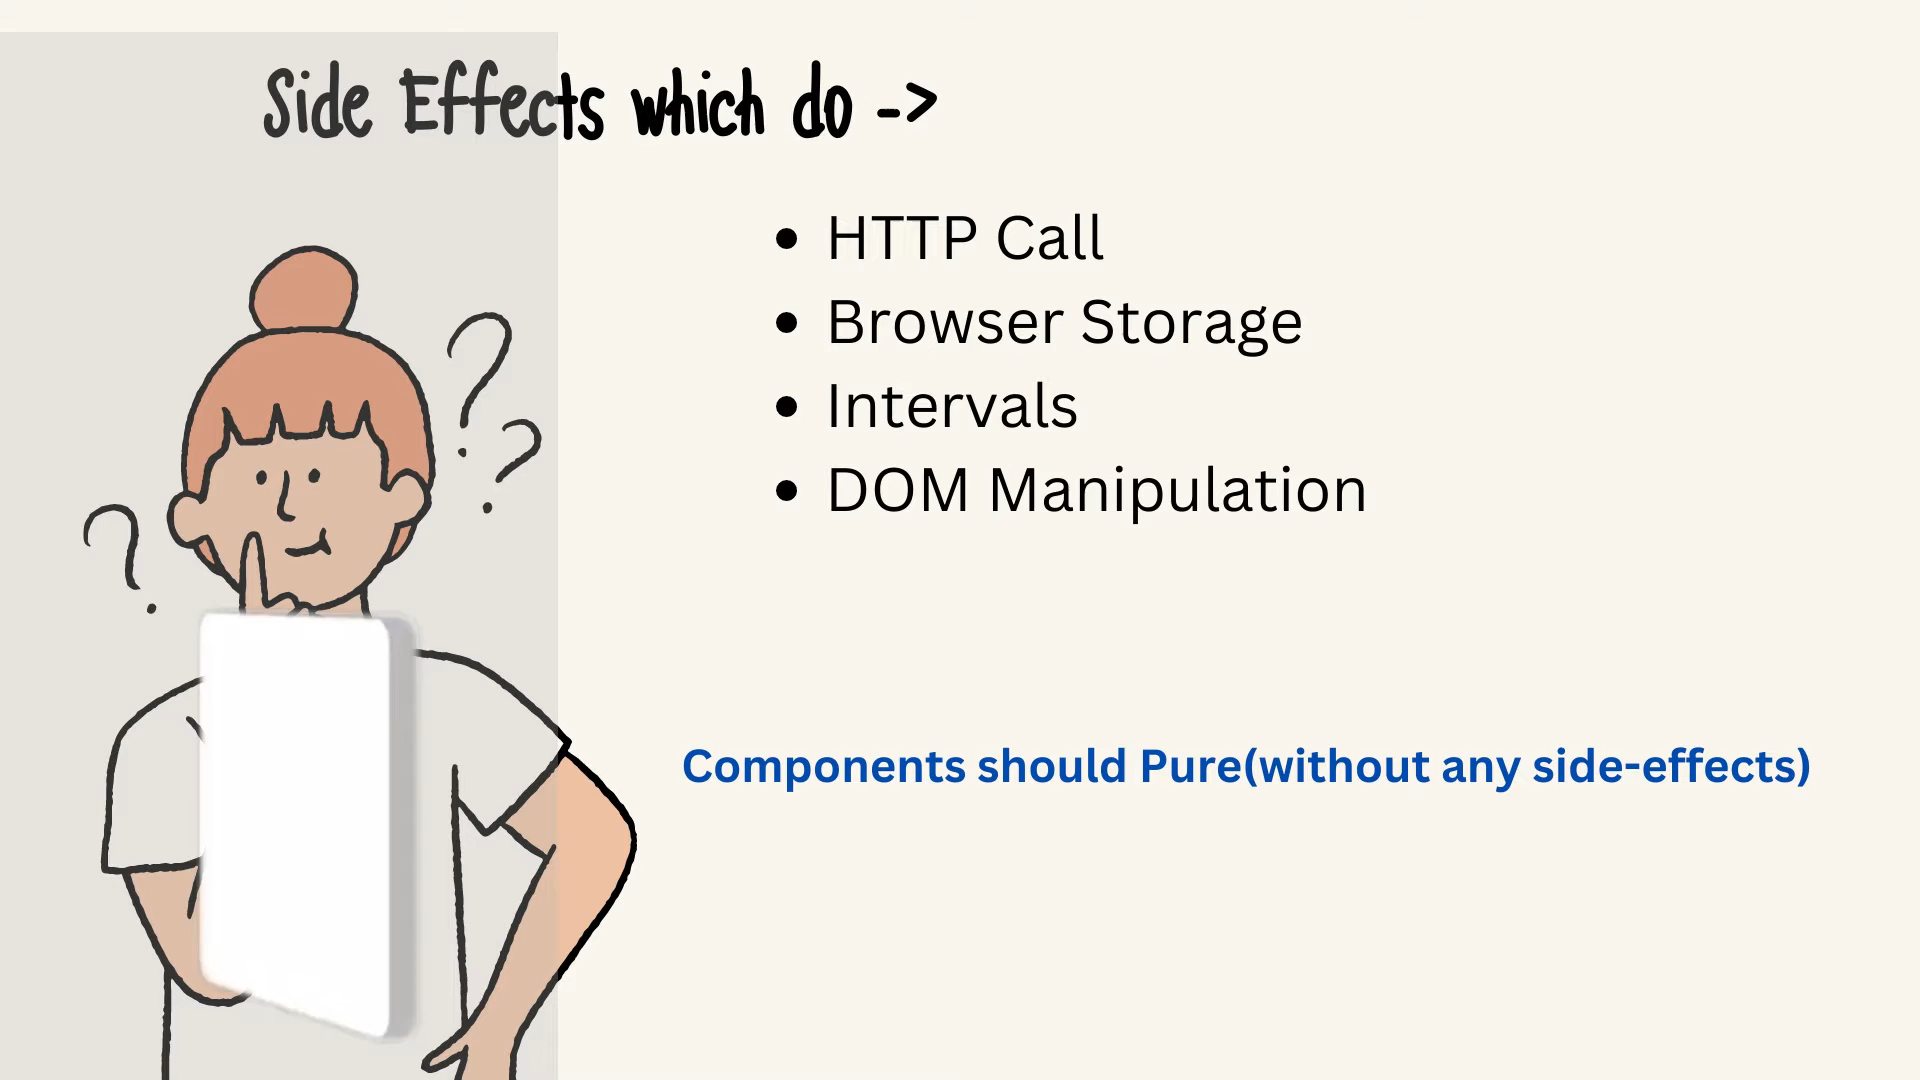 Side Effects which do ->
HTTP Call
Browser Storage
Intervals
DOM Manipulation
Components should Pure(without any side-effects)